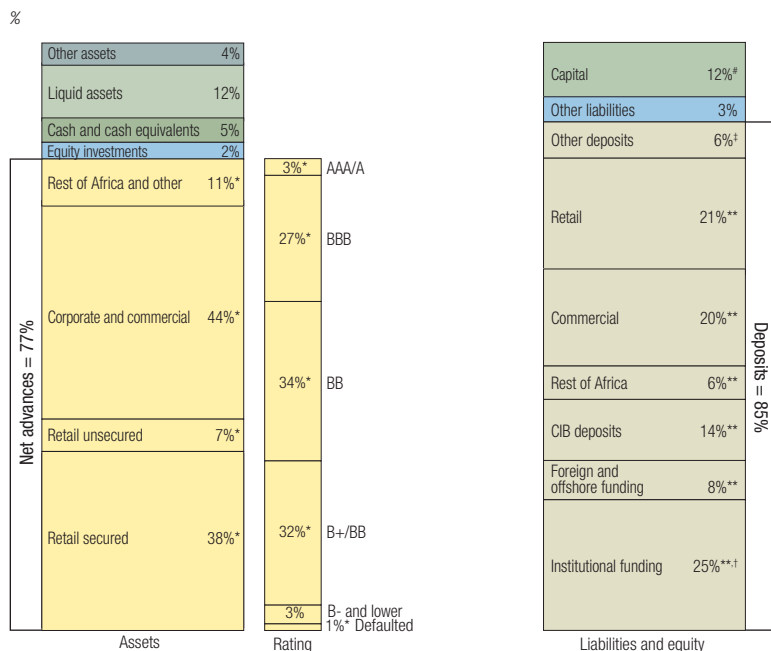 %
Other assets 4%
Liquid assets 12%
Cash and cash equivalents 5%
Equity investments 2%
Rest of Africa and other 11%*
Corporate and commercial 44%*
Retail unsecured 7%*
Retail secured 38%*
Net advances = 77%
Assets
3%* AAA/A
27%* BBB
34%* BB
32%* B+/BB
3% B- and lower
1%* Defaulted
Rating
Capital 12%#
Other liabilities 3%
Other deposits 6%‡
Retail 21%**
Commercial 20%**
Rest of Africa 6%**
CIB deposits 14%**
Foreign and
offshore funding 8%**
Institutional funding 25%**,†
Deposits = 85%
Liabilities and equity